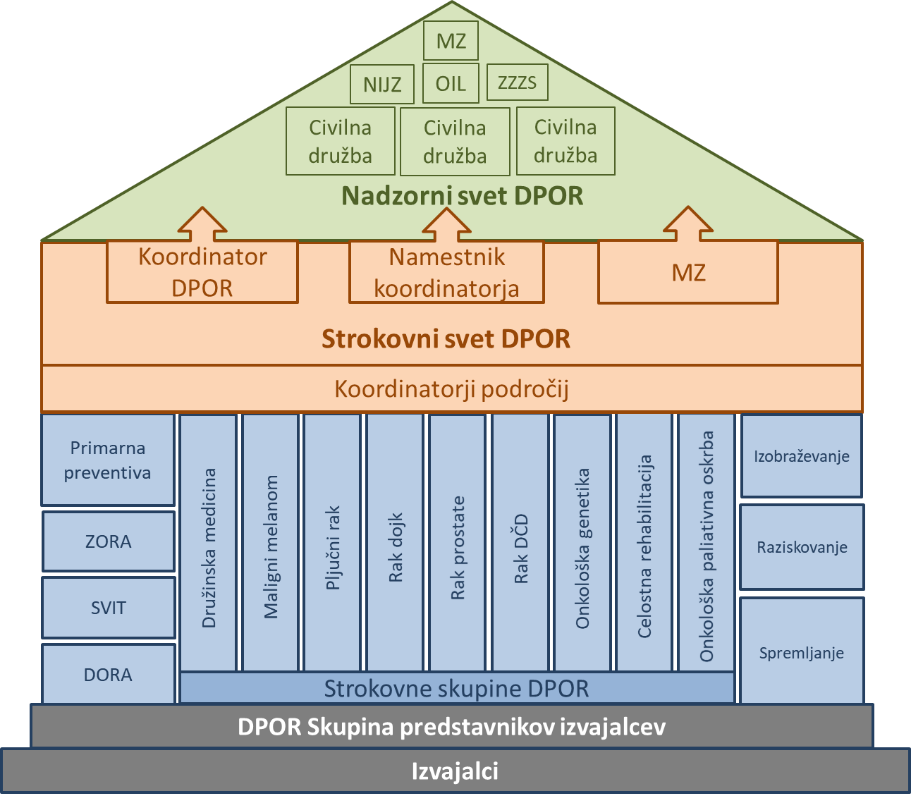 MZ
NIJZ
OIL
ZZZS
Civilna
družba
Civilna
družba
Civilna
družba
Nadzorni svet DPOR
Koordinator
DPOR
Namestnik
koordinatorja
MZ
Strokovni svet DPOR
Koordinatorji področij
Primarna
preventiva
ZORA
SVIT
DORA
Družinska medicina
Maligni melanom
Pljučni rak
Rak dojk
Rak prostate
Rak DČD
Onkološka genetika
Celostna rehabilitacija
Onkološka paliativna oskrba
Izobraževanje
Raziskovanje
Spremljanje
Strokovne skupine DPOR
DPOR Skupina predstavnikov izvajalcev
Izvajalci